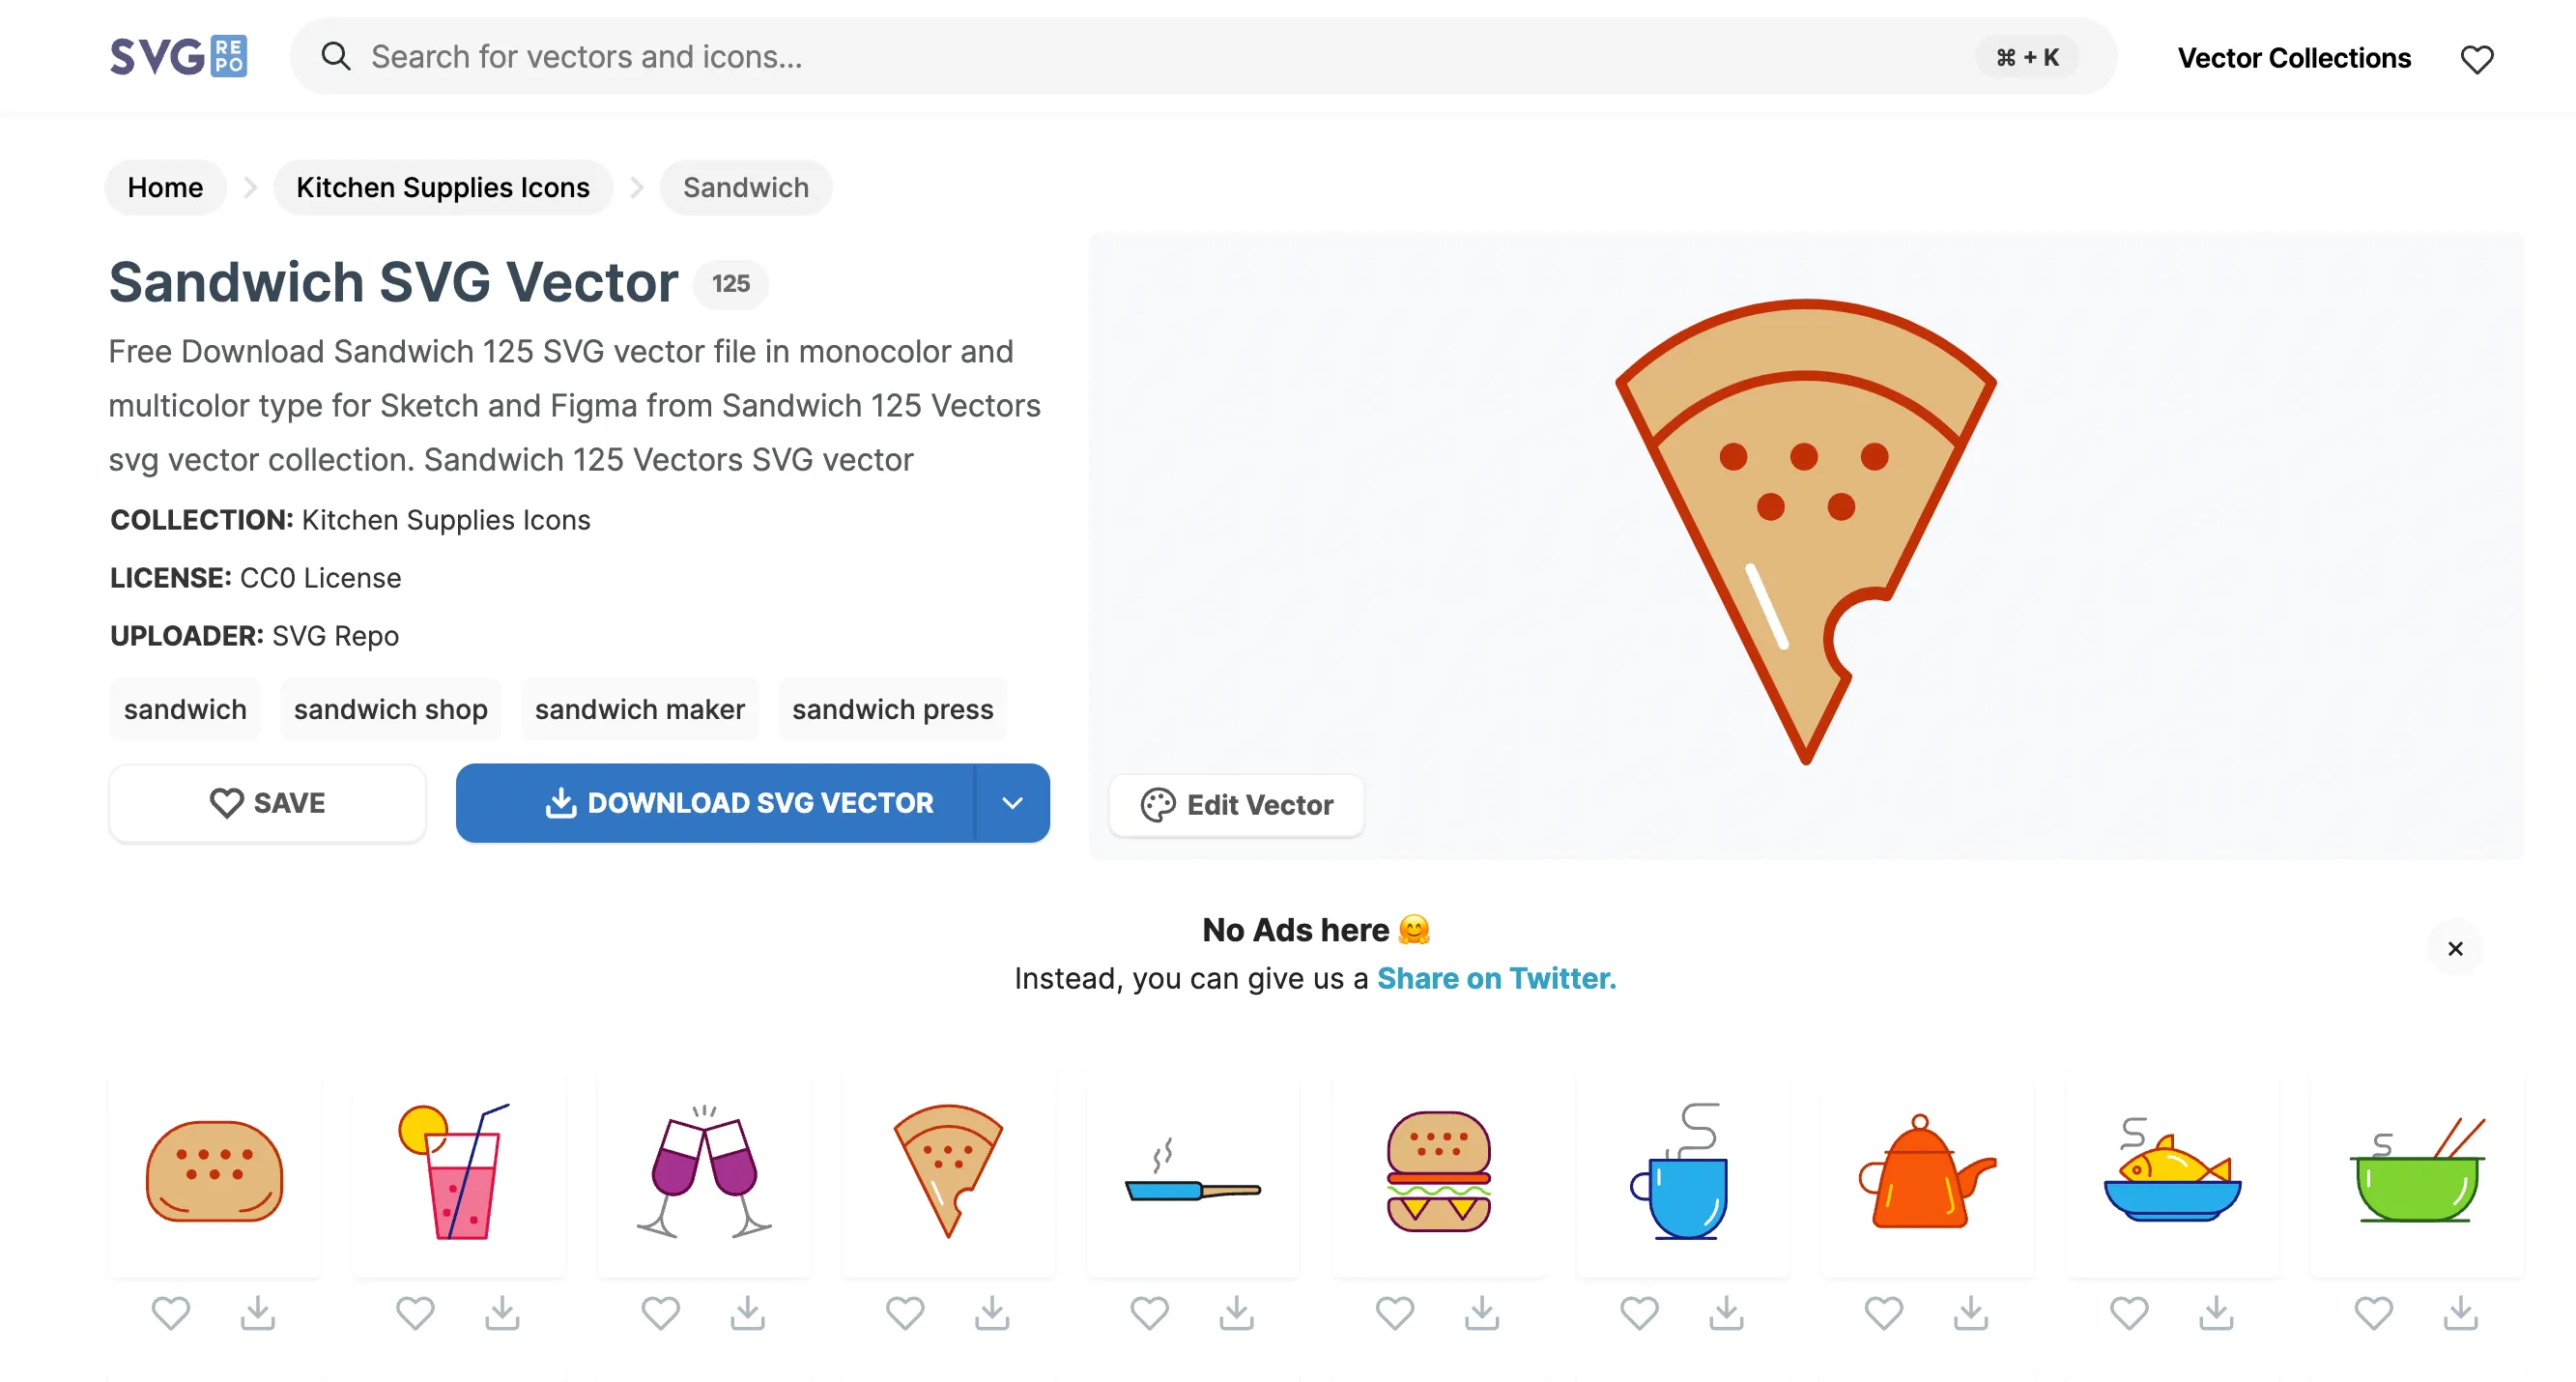 SVG REPO
Search for vectors and icons...
⌘ + K
Vector Collections
Home
Kitchen Supplies Icons
Sandwich
Sandwich SVG Vector 125
Free Download Sandwich 125 SVG vector file in monocolor and
multicolor type for Sketch and Figma from Sandwich 125 Vectors
svg vector collection. Sandwich 125 Vectors SVG vector
COLLECTION: Kitchen Supplies Icons
LICENSE: CC0 License
UPLOADER: SVG Repo
sandwich
sandwich shop
sandwich maker
sandwich press
SAVE
DOWNLOAD SVG VECTOR
Edit Vector
No Ads here 🤗
Instead, you can give us a Share on Twitter.